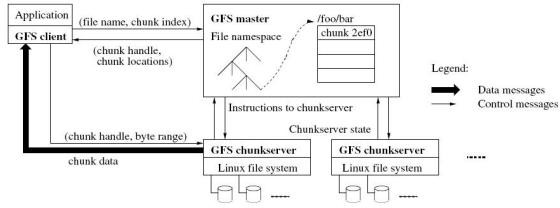 Application
GFS client
(file name, chunk index)
(chunk handle,
chunk locations)
GFS master
File namespace
/foo/bar
chunk 2ef0
Legend:
Data messages
Control messages
Instructions to chunkserver
Chunkserver state
(chunk handle, byte range)
chunk data
GFS chunkserver
Linux file system
GFS chunkserver
Linux file system